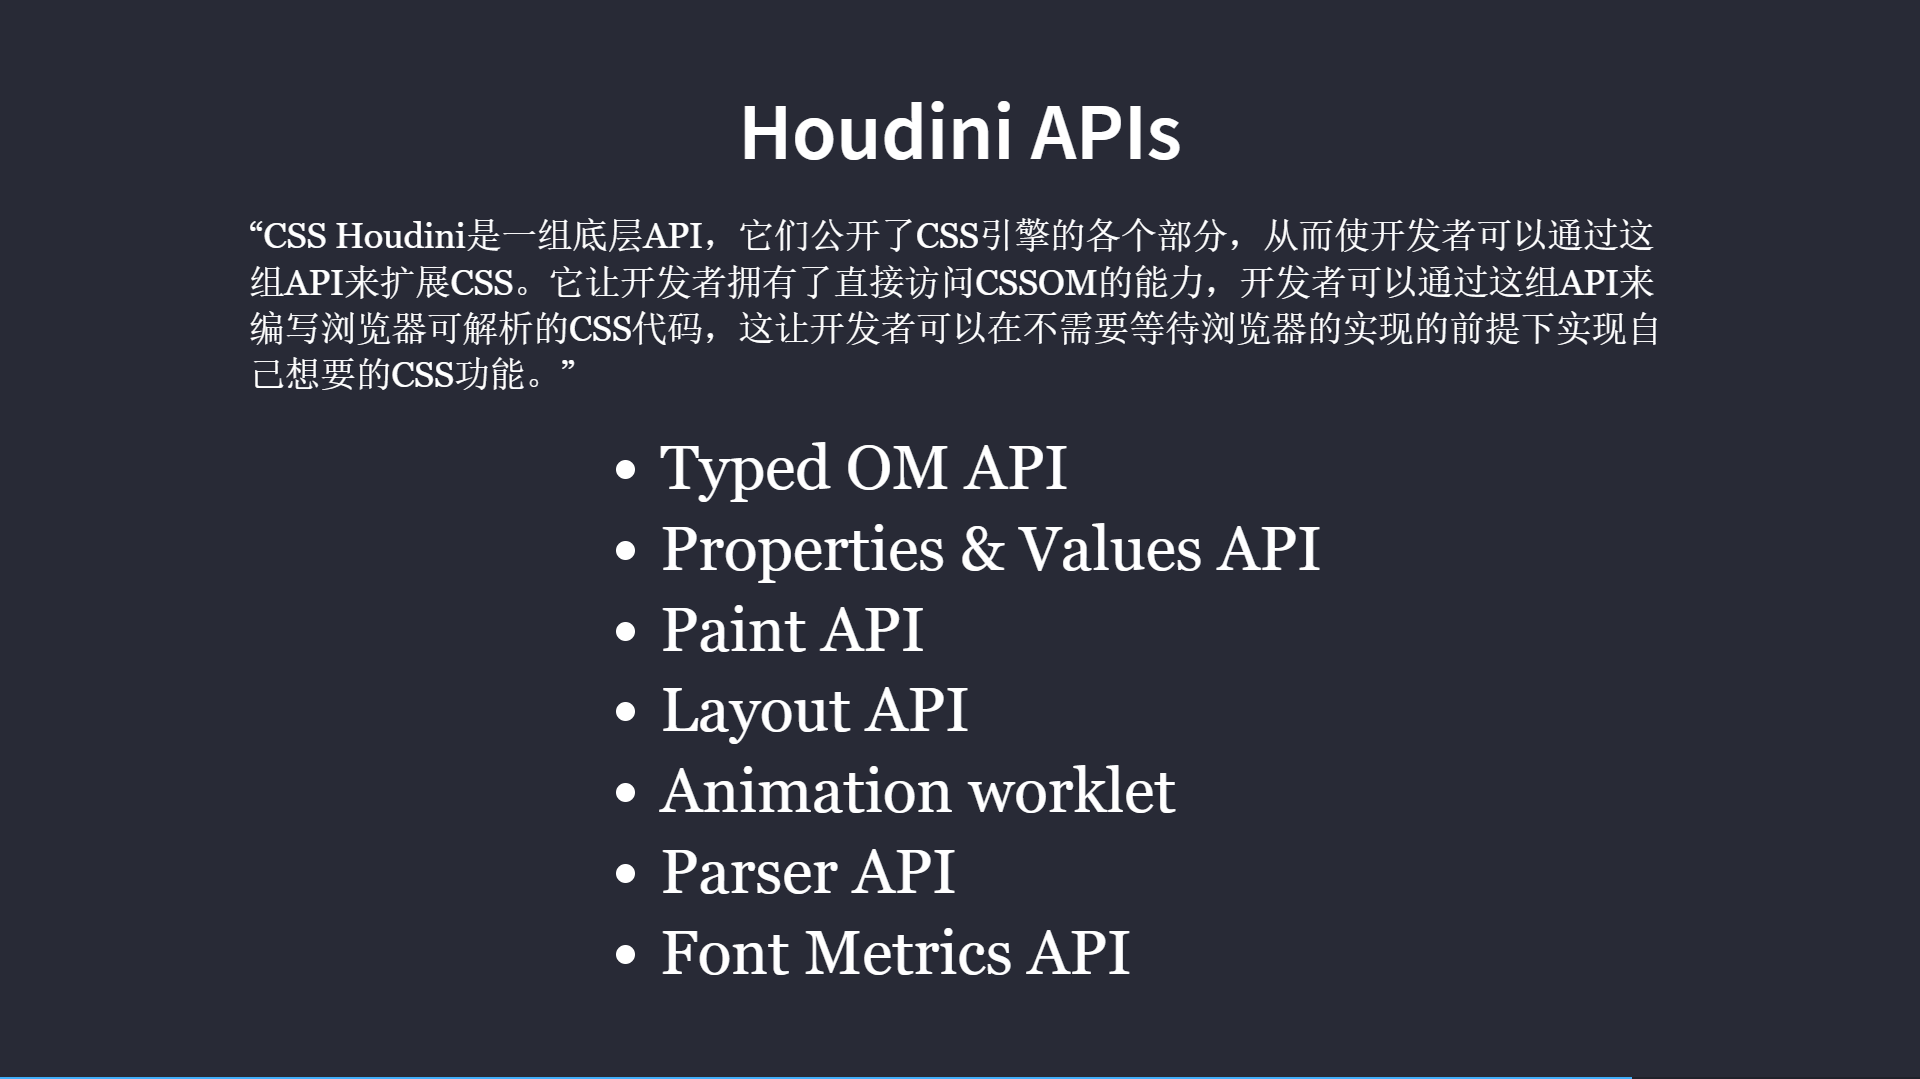 Houdini APIs
“CSS Houdini是一组底层API，它们公开了CSS引擎的各个部分，从而使开发者可以通过这
组API来扩展CSS。它让开发者拥有了直接访问CSSOM的能力，开发者可以通过这组API来
编写浏览器可解析的CSS代码，这让开发者可以在不需要等待浏览器的实现的前提下实现自
己想要的CSS功能。”
• Typed OM API
• Properties & Values API
• Paint API
• Layout API
• Animation worklet
• Parser API
• Font Metrics API